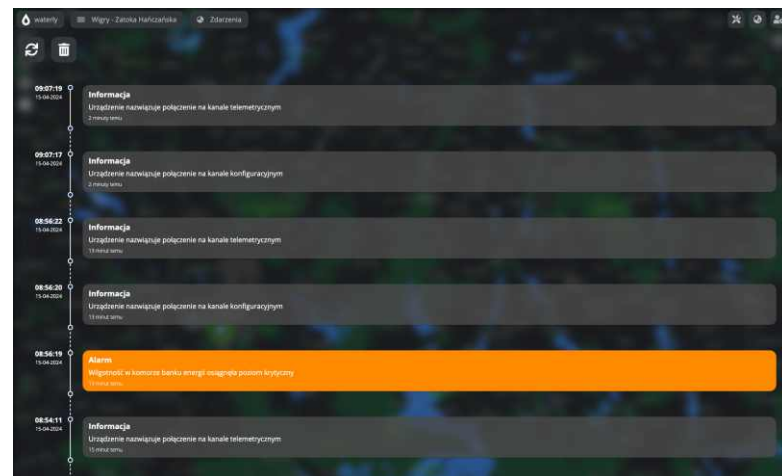 waterly
Wigry - Zatoka Hańczańska
Zdarzenia
09:07:19
15-04-2024
Informacja
Urządzenie nazwiązuje połączenie na kanale telemetrycznym
2 minuty temu
09:07:17
15-04-2024
Informacja
Urządzenie nazwiązuje połączenie na kanale konfiguracyjnym
2 minuty temu
08:56:22
15-04-2024
Informacja
Urządzenie nazwiązuje połączenie na kanale telemetrycznym
13 minut temu
08:56:20
15-04-2024
Informacja
Urządzenie nazwiązuje połączenie na kanale konfiguracyjnym
13 minut temu
08:56:19
15-04-2024
Alarm
Wilgotność w komorze banku energii osiągnęła poziom krytyczny
13 minut temu
08:54:11
15-04-2024
Informacja
Urządzenie nazwiązuje połączenie na kanale telemetrycznym
15 minut temu